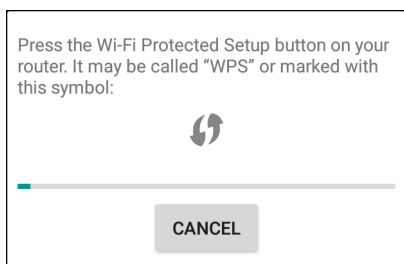 Press the Wi-Fi Protected Setup button on your
router. It may be called “WPS” or marked with
this symbol:
CANCEL